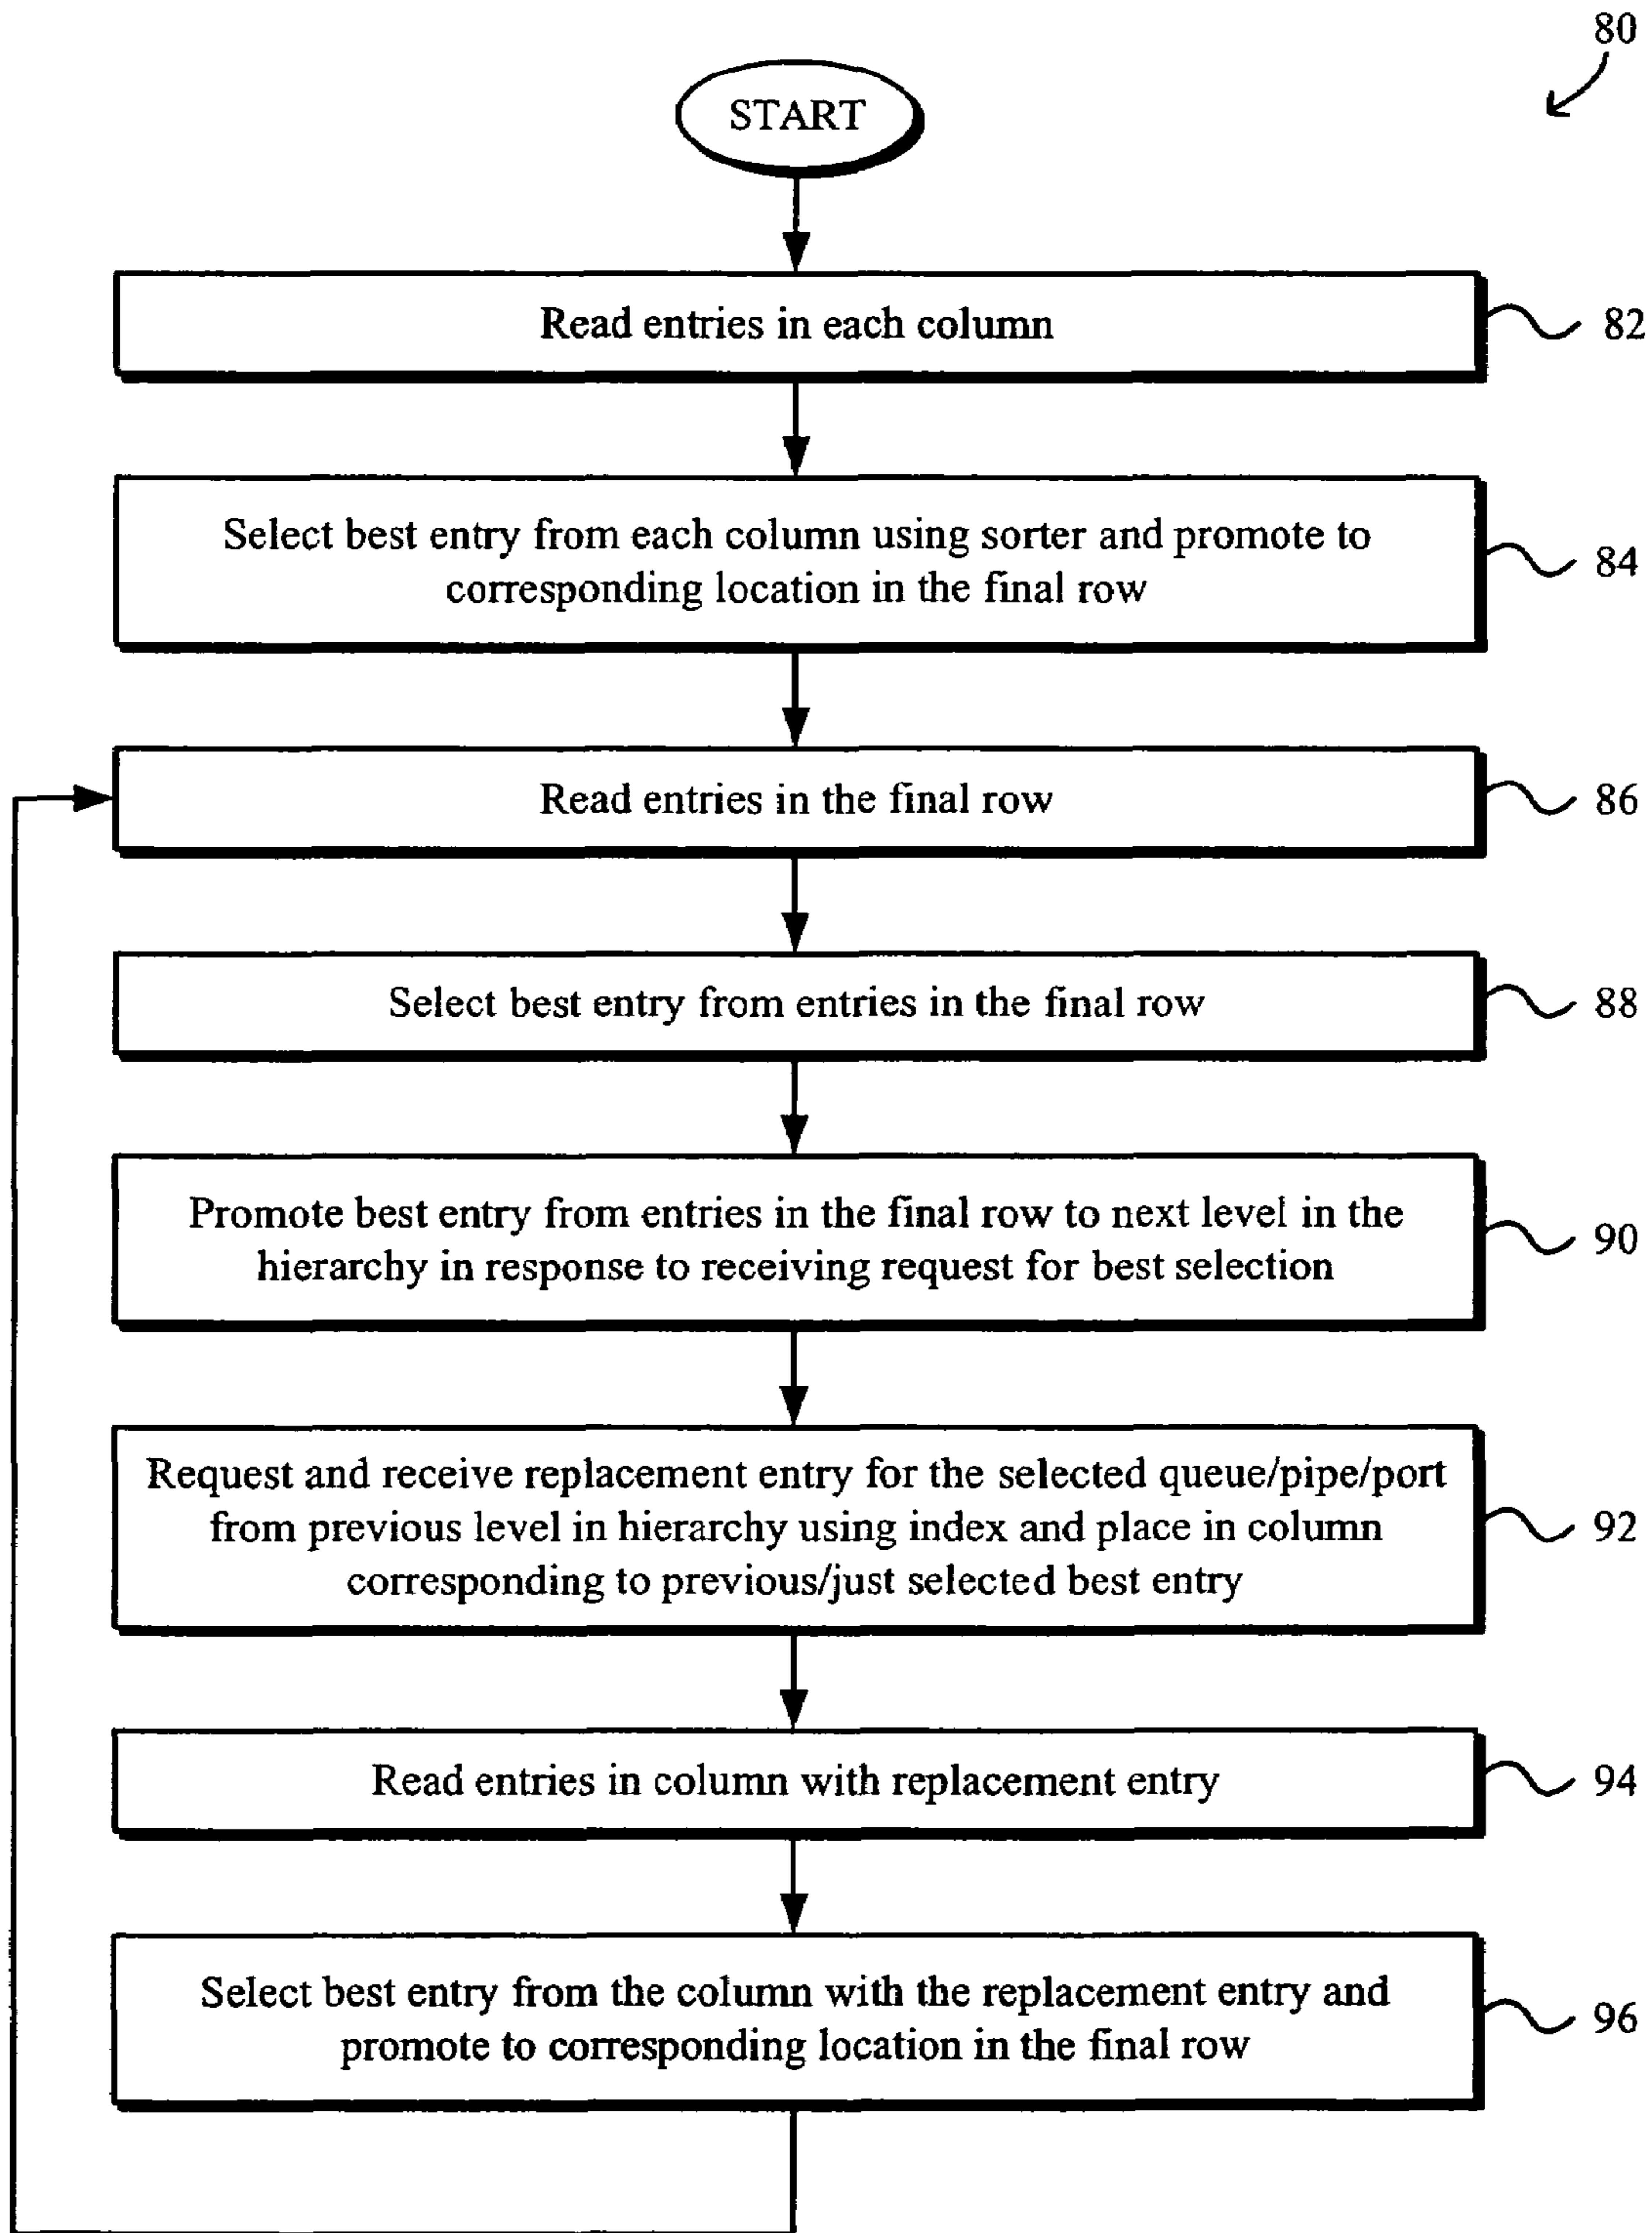 80
START
Read entries in each column
82
Select best entry from each column using sorter and promote to
corresponding location in the final row
84
Read entries in the final row
86
Select best entry from entries in the final row
88
Promote best entry from entries in the final row to next level in the
hierarchy in response to receiving request for best selection
90
Request and receive replacement entry for the selected queue/pipe/port
from previous level in hierarchy using index and place in column
corresponding to previous/just selected best entry
92
Read entries in column with replacement entry
94
Select best entry from the column with the replacement entry and
promote to corresponding location in the final row
96